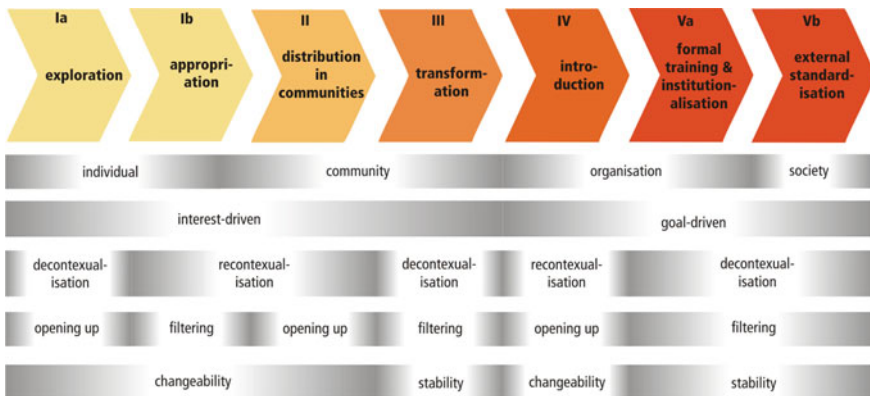 Ia
exploration
Ib
appropri-
ation
II
distribution
in
communities
III
transform-
ation
IV
intro-
duction
Va
formal
training &
institution-
alisation
Vb
external
standard-
isation
individual
community
organisation
society
interest-driven
goal-driven
decontexual-
isation
recontexual-
isation
decontexual-
isation
recontexual-
isation
decontexual-
isation
opening up
filtering
opening up
filtering
opening up
filtering
changeability
stability
changeability
stability